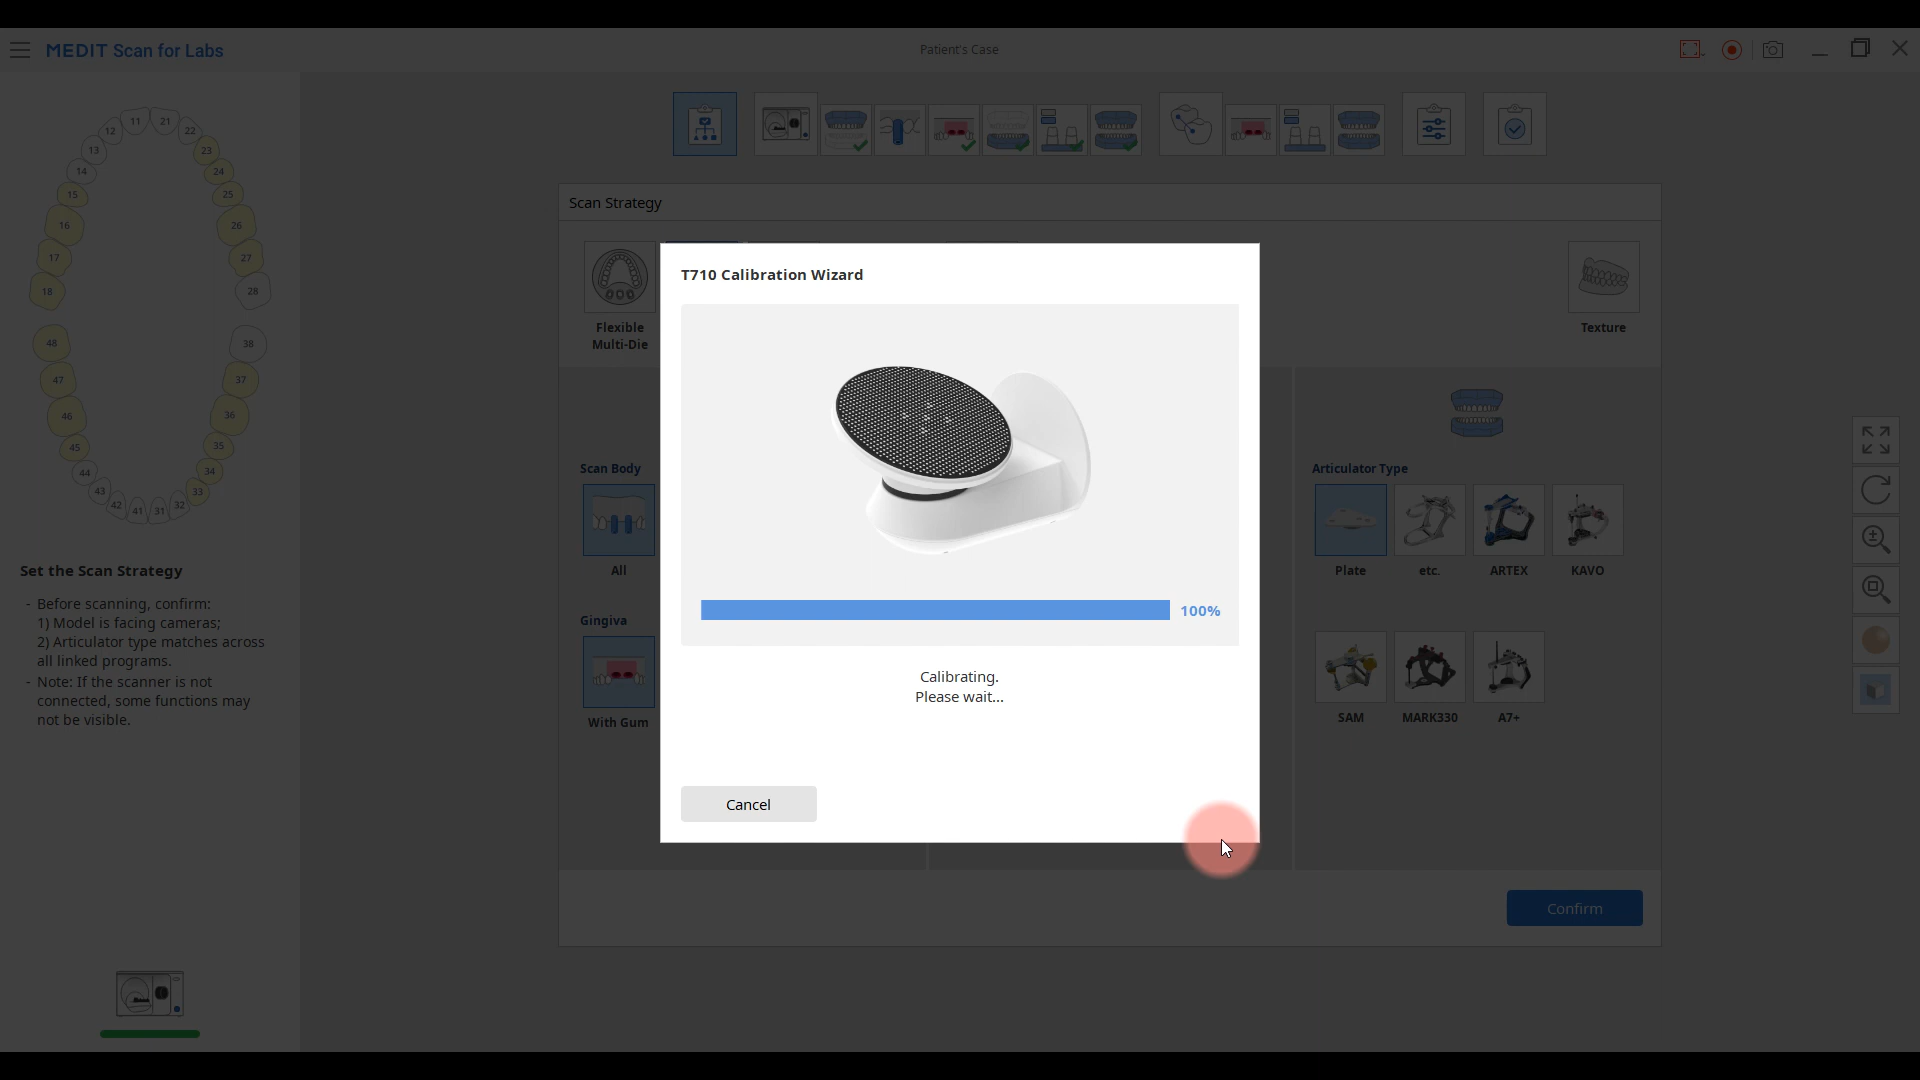 MEDIT Scan for Labs
Patient's Case
11 21
12 22
13 23
14 24
15 25
16 26
17 27
18 28
48 38
47 37
46 36
45 35
44 34
43 33
42 41 31 32
Set the Scan Strategy
- Before scanning, confirm:
1) Model is facing cameras;
2) Articulator type matches across
all linked programs.
- Note: If the scanner is not
connected, some functions may
not be visible.
Scan Strategy
Flexible
Multi-Die
Texture
Scan Body
All
Gingiva
With Gum
T710 Calibration Wizard
100%
Calibrating.
Please wait...
Cancel
Articulator Type
Plate etc. ARTEX KAVO
SAM MARK330 A7+
Confirm